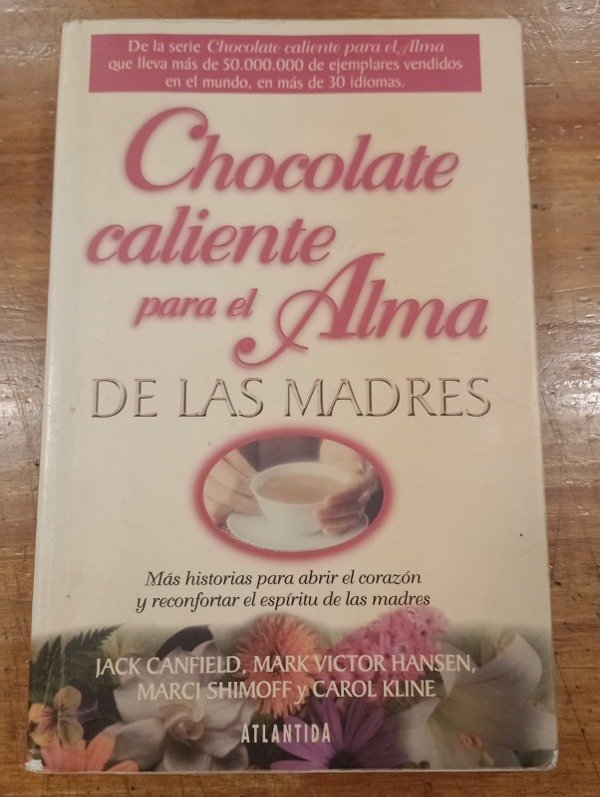 De la serie Chocolate caliente para el Alma
que lleva más de 50.000.000 de ejemplares vendidos
en el mundo, en más de 30 idiomas.
Chocolate
caliente
para el Alma
DE LAS MADRES
Más historias para abrir el corazón
y reconfortar el espíritu de las madres
JACK CANFIELD, MARK VICTOR HANSEN,
MARCI SHIMOFF y CAROL KLINE
ATLANTIDA